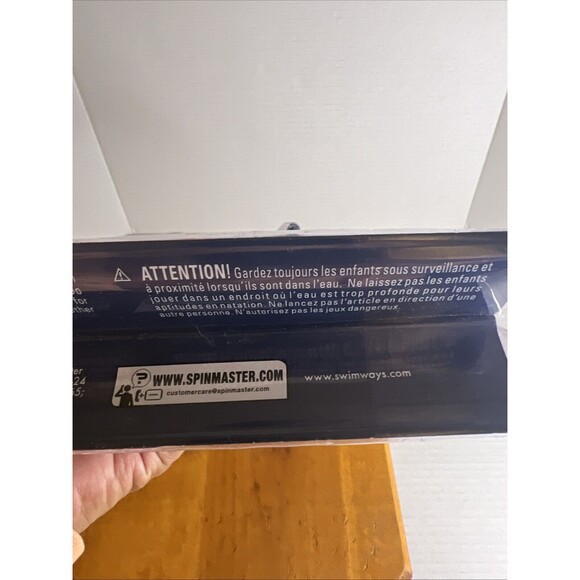 ATTENTION! Gardez toujours les enfants sous surveillance et
à proximité lorsqu'ils sont dans l'eau. Ne laissez pas les enfants
jouer dans un endroit où l'eau est trop profonde pour leurs
aptitudes en natation. Ne lancez pas l'article en direction d'une
autre personne. N'autorisez pas les jeux dangereux.
for
24
WWW.SPINMASTER.COM
customercare@spinmaster.com
www.swimways.com